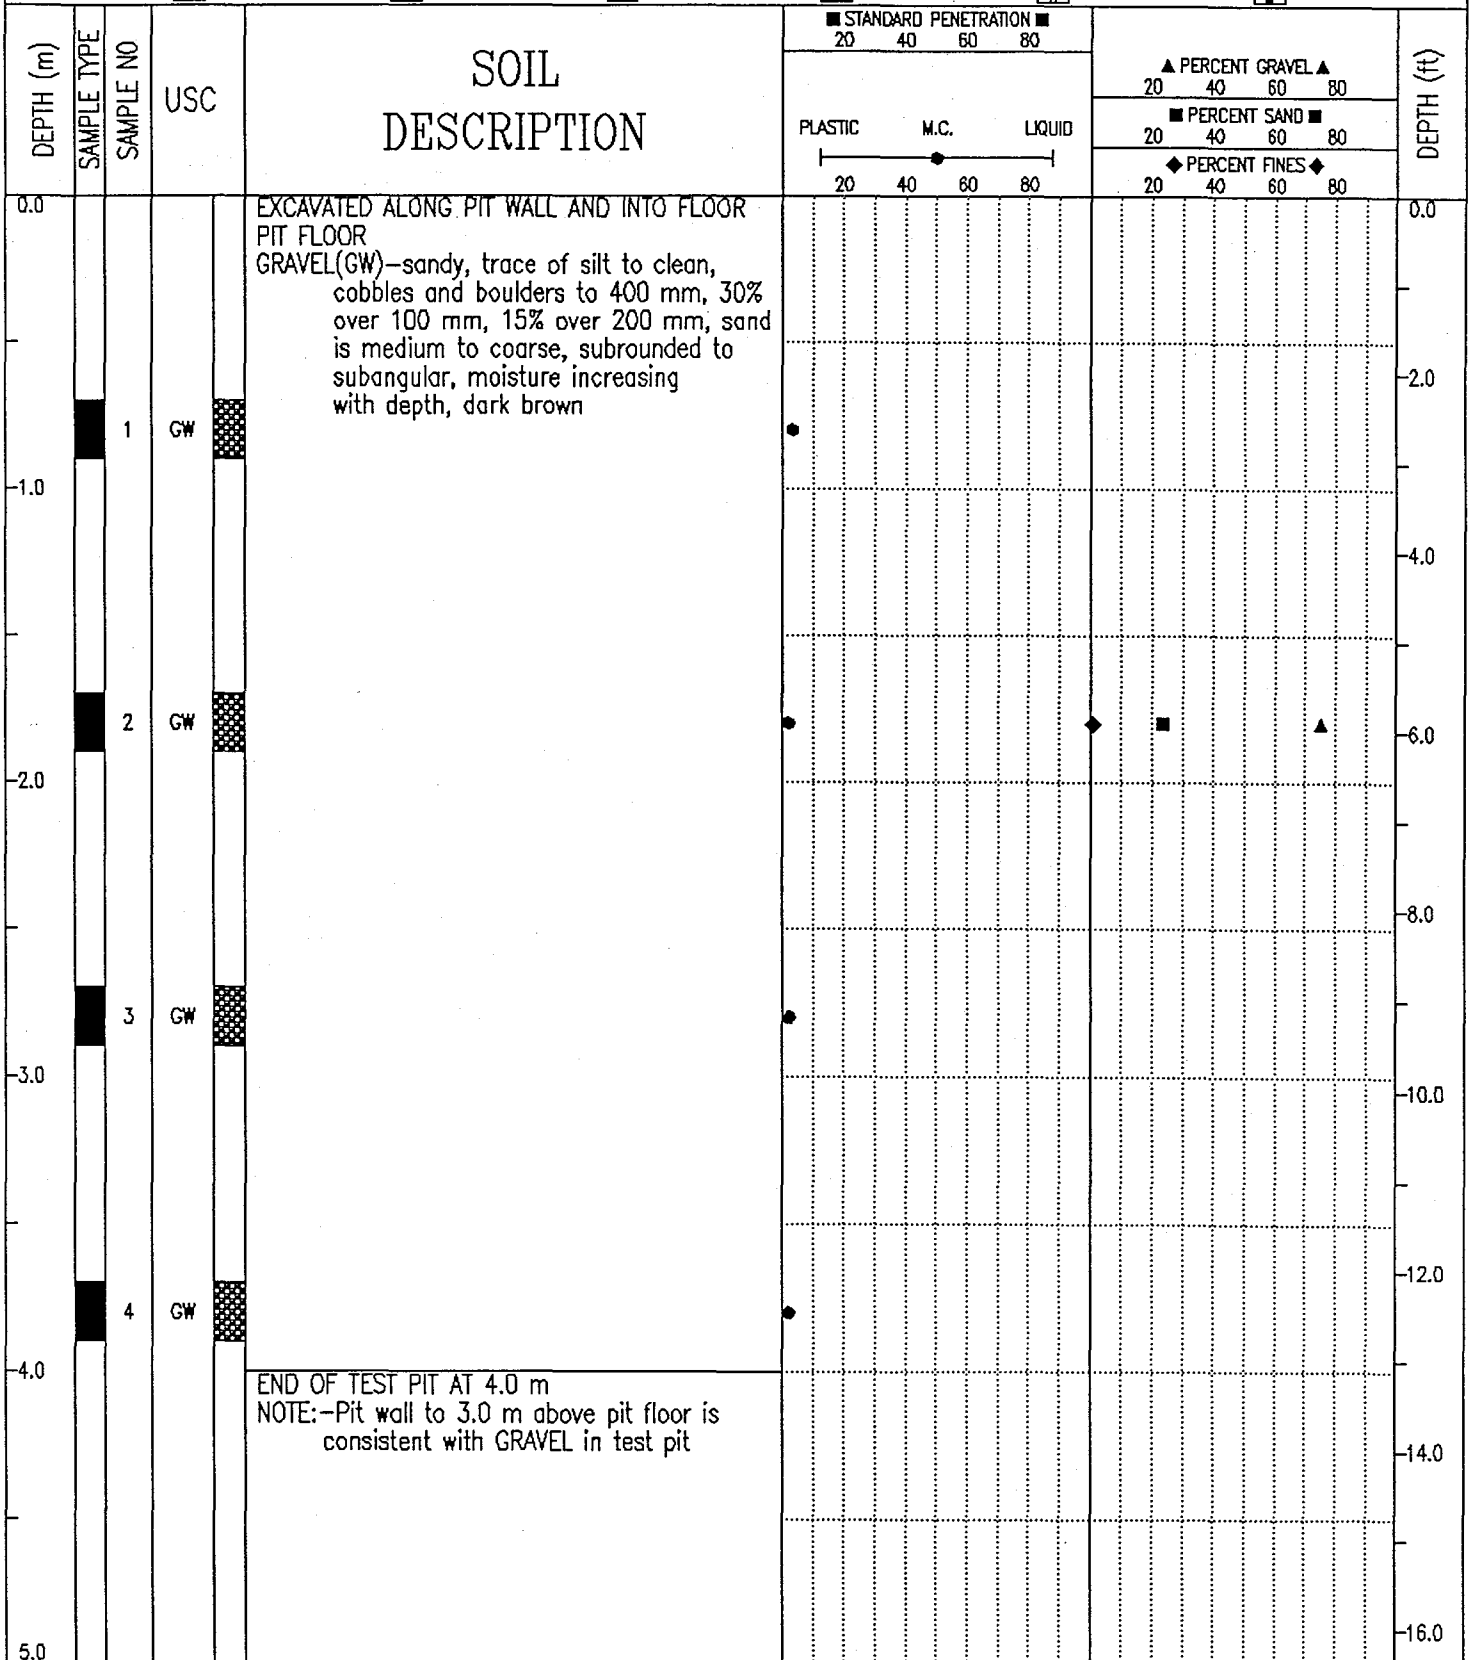 DEPTH (m)
SAMPLE TYPE
SAMPLE NO
USC
SOIL
DESCRIPTION
■ STANDARD PENETRATION ■
20 40 60 80
PLASTIC M.C. LIQUID
20 40 60 80
▲ PERCENT GRAVEL ▲
20 40 60 80
■ PERCENT SAND ■
20 40 60 80
◆ PERCENT FINES ◆
20 40 60 80
DEPTH (ft)
0.0
EXCAVATED ALONG PIT WALL AND INTO FLOOR
PIT FLOOR
GRAVEL(GW)-sandy, trace of silt to clean,
cobbles and boulders to 400 mm, 30%
over 100 mm, 15% over 200 mm, sand
is medium to coarse, subrounded to
subangular, moisture increasing
with depth, dark brown
0.0
2.0
1 GW
1.0
4.0
2 GW
6.0
2.0
8.0
3 GW
3.0
10.0
12.0
4 GW
4.0
END OF TEST PIT AT 4.0 m
NOTE:-Pit wall to 3.0 m above pit floor is
consistent with GRAVEL in test pit
14.0
16.0
5.0